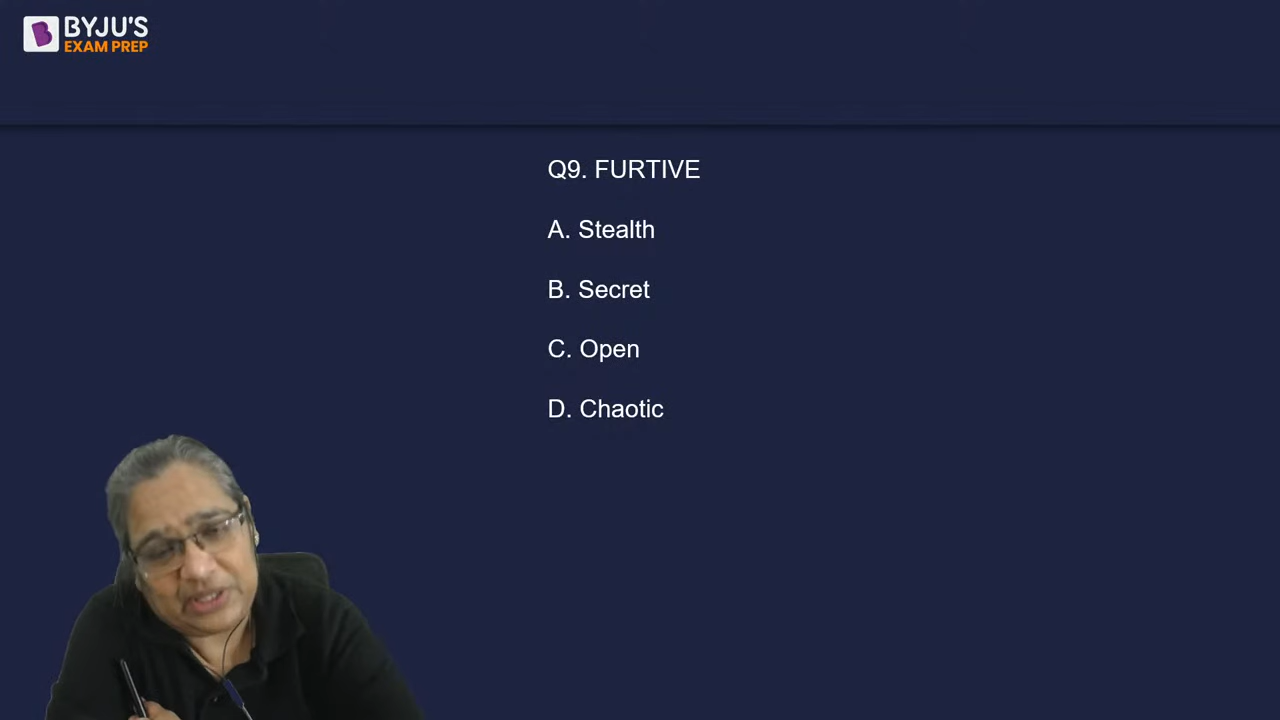 BYJU'S
EXAM PREP
Q9. FURTIVE
A. Stealth
B. Secret
C. Open
D. Chaotic